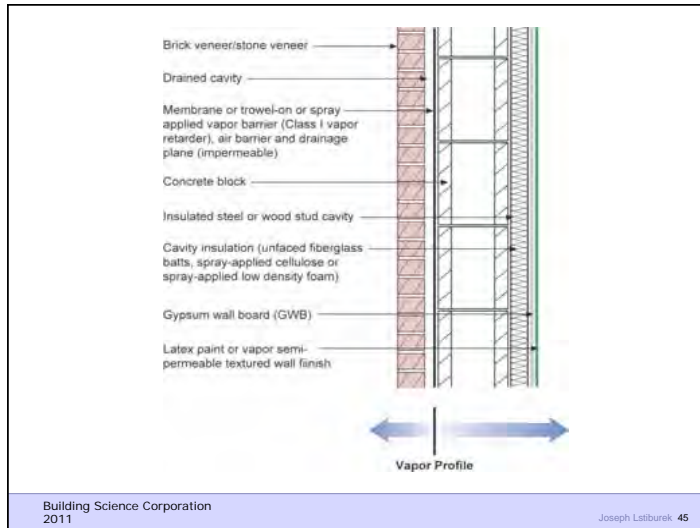 Brick veneer/stone veneer
Drained cavity
Membrane or trowel-on or spray
applied vapor barrier (Class I vapor
retarder), air barrier and drainage
plane (impermeable)
Concrete block
Insulated steel or wood stud cavity
Cavity insulation (unfaced fiberglass
batts, spray-applied cellulose or
spray-applied low density foam)
Gypsum wall board (GWB)
Latex paint or vapor semi-
permeable textured wall finish
Vapor Profile
Building Science Corporation
2011
Joseph Lstiburek 45